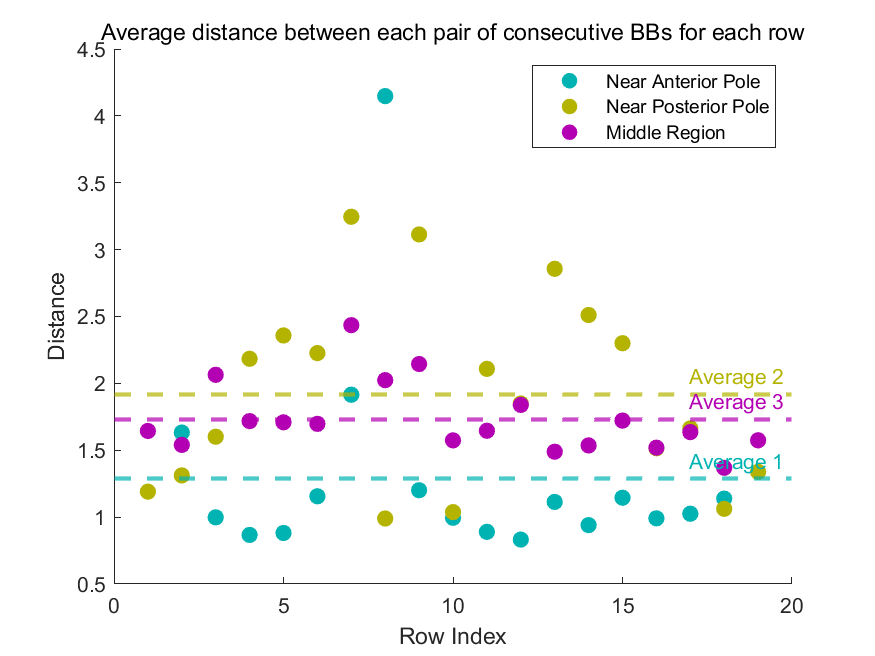 Average distance between each pair of consecutive BBs for each row
4.5
4
3.5
3
2.5
2
1.5
1
0.5
Distance
Near Anterior Pole
Near Posterior Pole
Middle Region
Average 2
Average 3
Average 1
0 5 10 15 20
Row Index